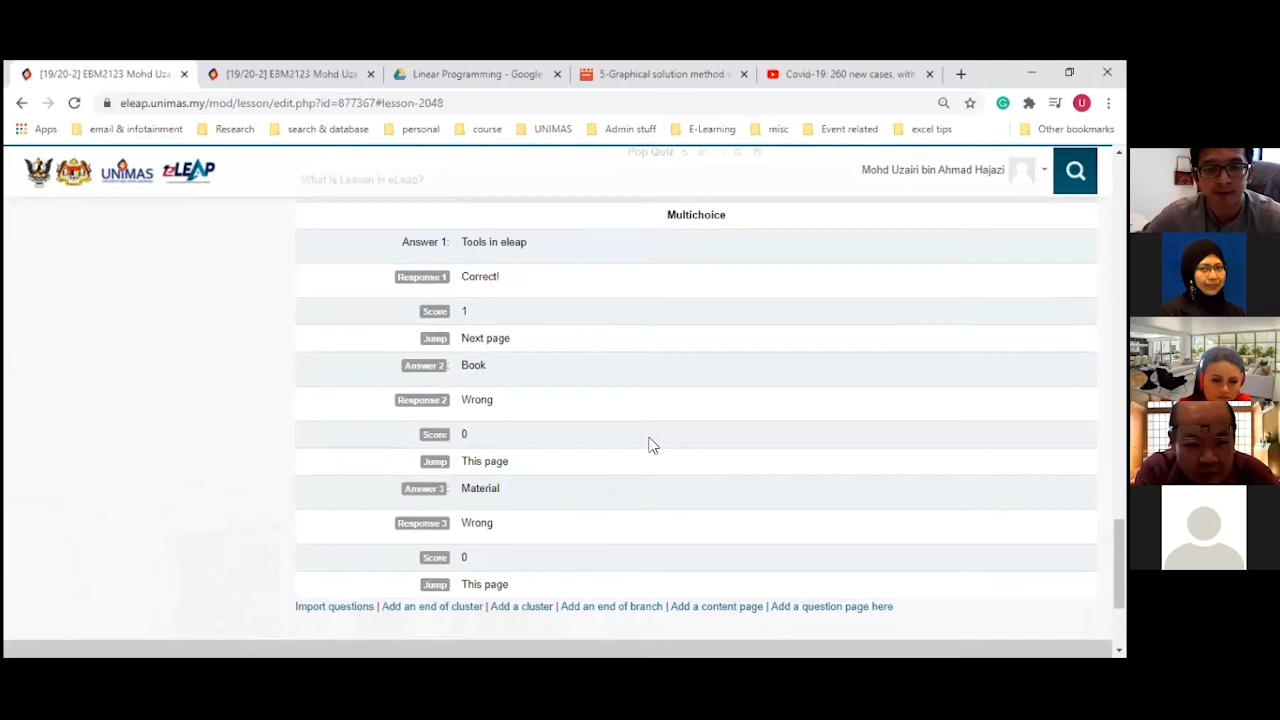 [19/20-2] EBM2123 Mohd Uza
[19/20-2] EBM2123 Mohd Uza
Linear Programming - Google
5-Graphical solution method
Covid-19: 260 new cases, with
eleap.unimas.my/mod/lesson/edit.php?id=877367#lesson-2048
U
Apps
email & infotainment
Research
search & database
personal
course
UNIMAS
Admin stuff
E-Learning
misc
Event related
excel tips
Other bookmarks
UNIMAS
eLEAP
Pop Quiz
What is Lesson in eLeap?
Mohd Uzairi bin Ahmad Hajazi
Multichoice
Answer 1: Tools in eleap
Response 1 Correct!
Score 1
Jump Next page
Answer 2: Book
Response 2 Wrong
Score 0
Jump This page
Answer 3: Material
Response 3 Wrong
Score 0
Jump This page
Import questions | Add an end of cluster | Add a cluster | Add an end of branch | Add a content page | Add a question page here